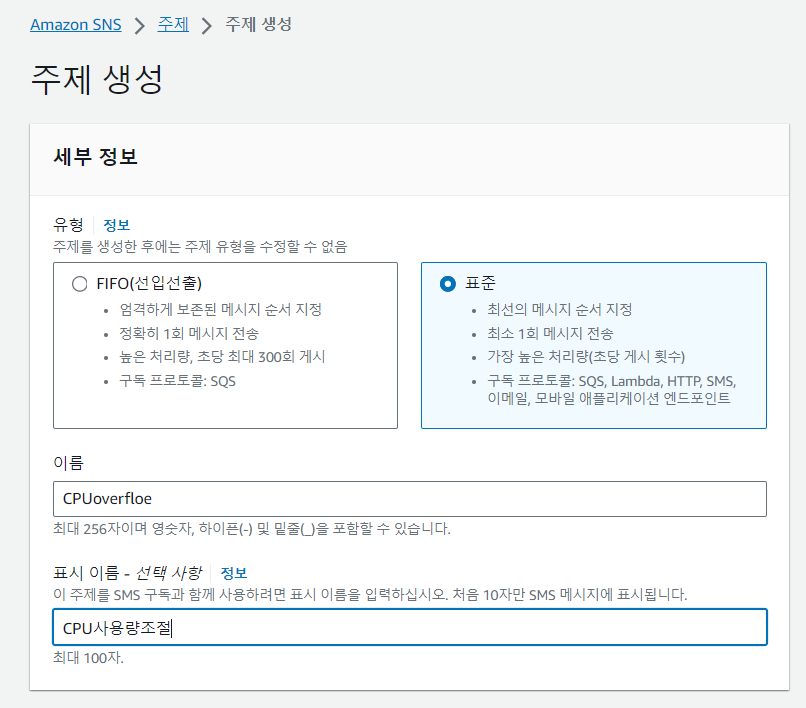 Amazon SNS > 주제 > 주제 생성
주제 생성
세부 정보
유형 정보
주제를 생성한 후에는 주제 유형을 수정할 수 없음
FIFO(선입선출)
• 엄격하게 보존된 메시지 순서 지정
• 정확히 1회 메시지 전송
• 높은 처리량, 초당 최대 300회 게시
• 구독 프로토콜: SQS
표준
• 최선의 메시지 순서 지정
• 최소 1회 메시지 전송
• 가장 높은 처리량(초당 게시 횟수)
• 구독 프로토콜: SQS, Lambda, HTTP, SMS,
이메일, 모바일 애플리케이션 엔드포인트
이름
CPUoverfloe
최대 256자이며 영숫자, 하이픈(-) 및 밑줄(_)을 포함할 수 있습니다.
표시 이름 - 선택 사항 정보
이 주제를 SMS 구독과 함께 사용하려면 표시 이름을 입력하십시오. 처음 10자만 SMS 메시지에 표시됩니다.
CPU사용량조절
최대 100자.